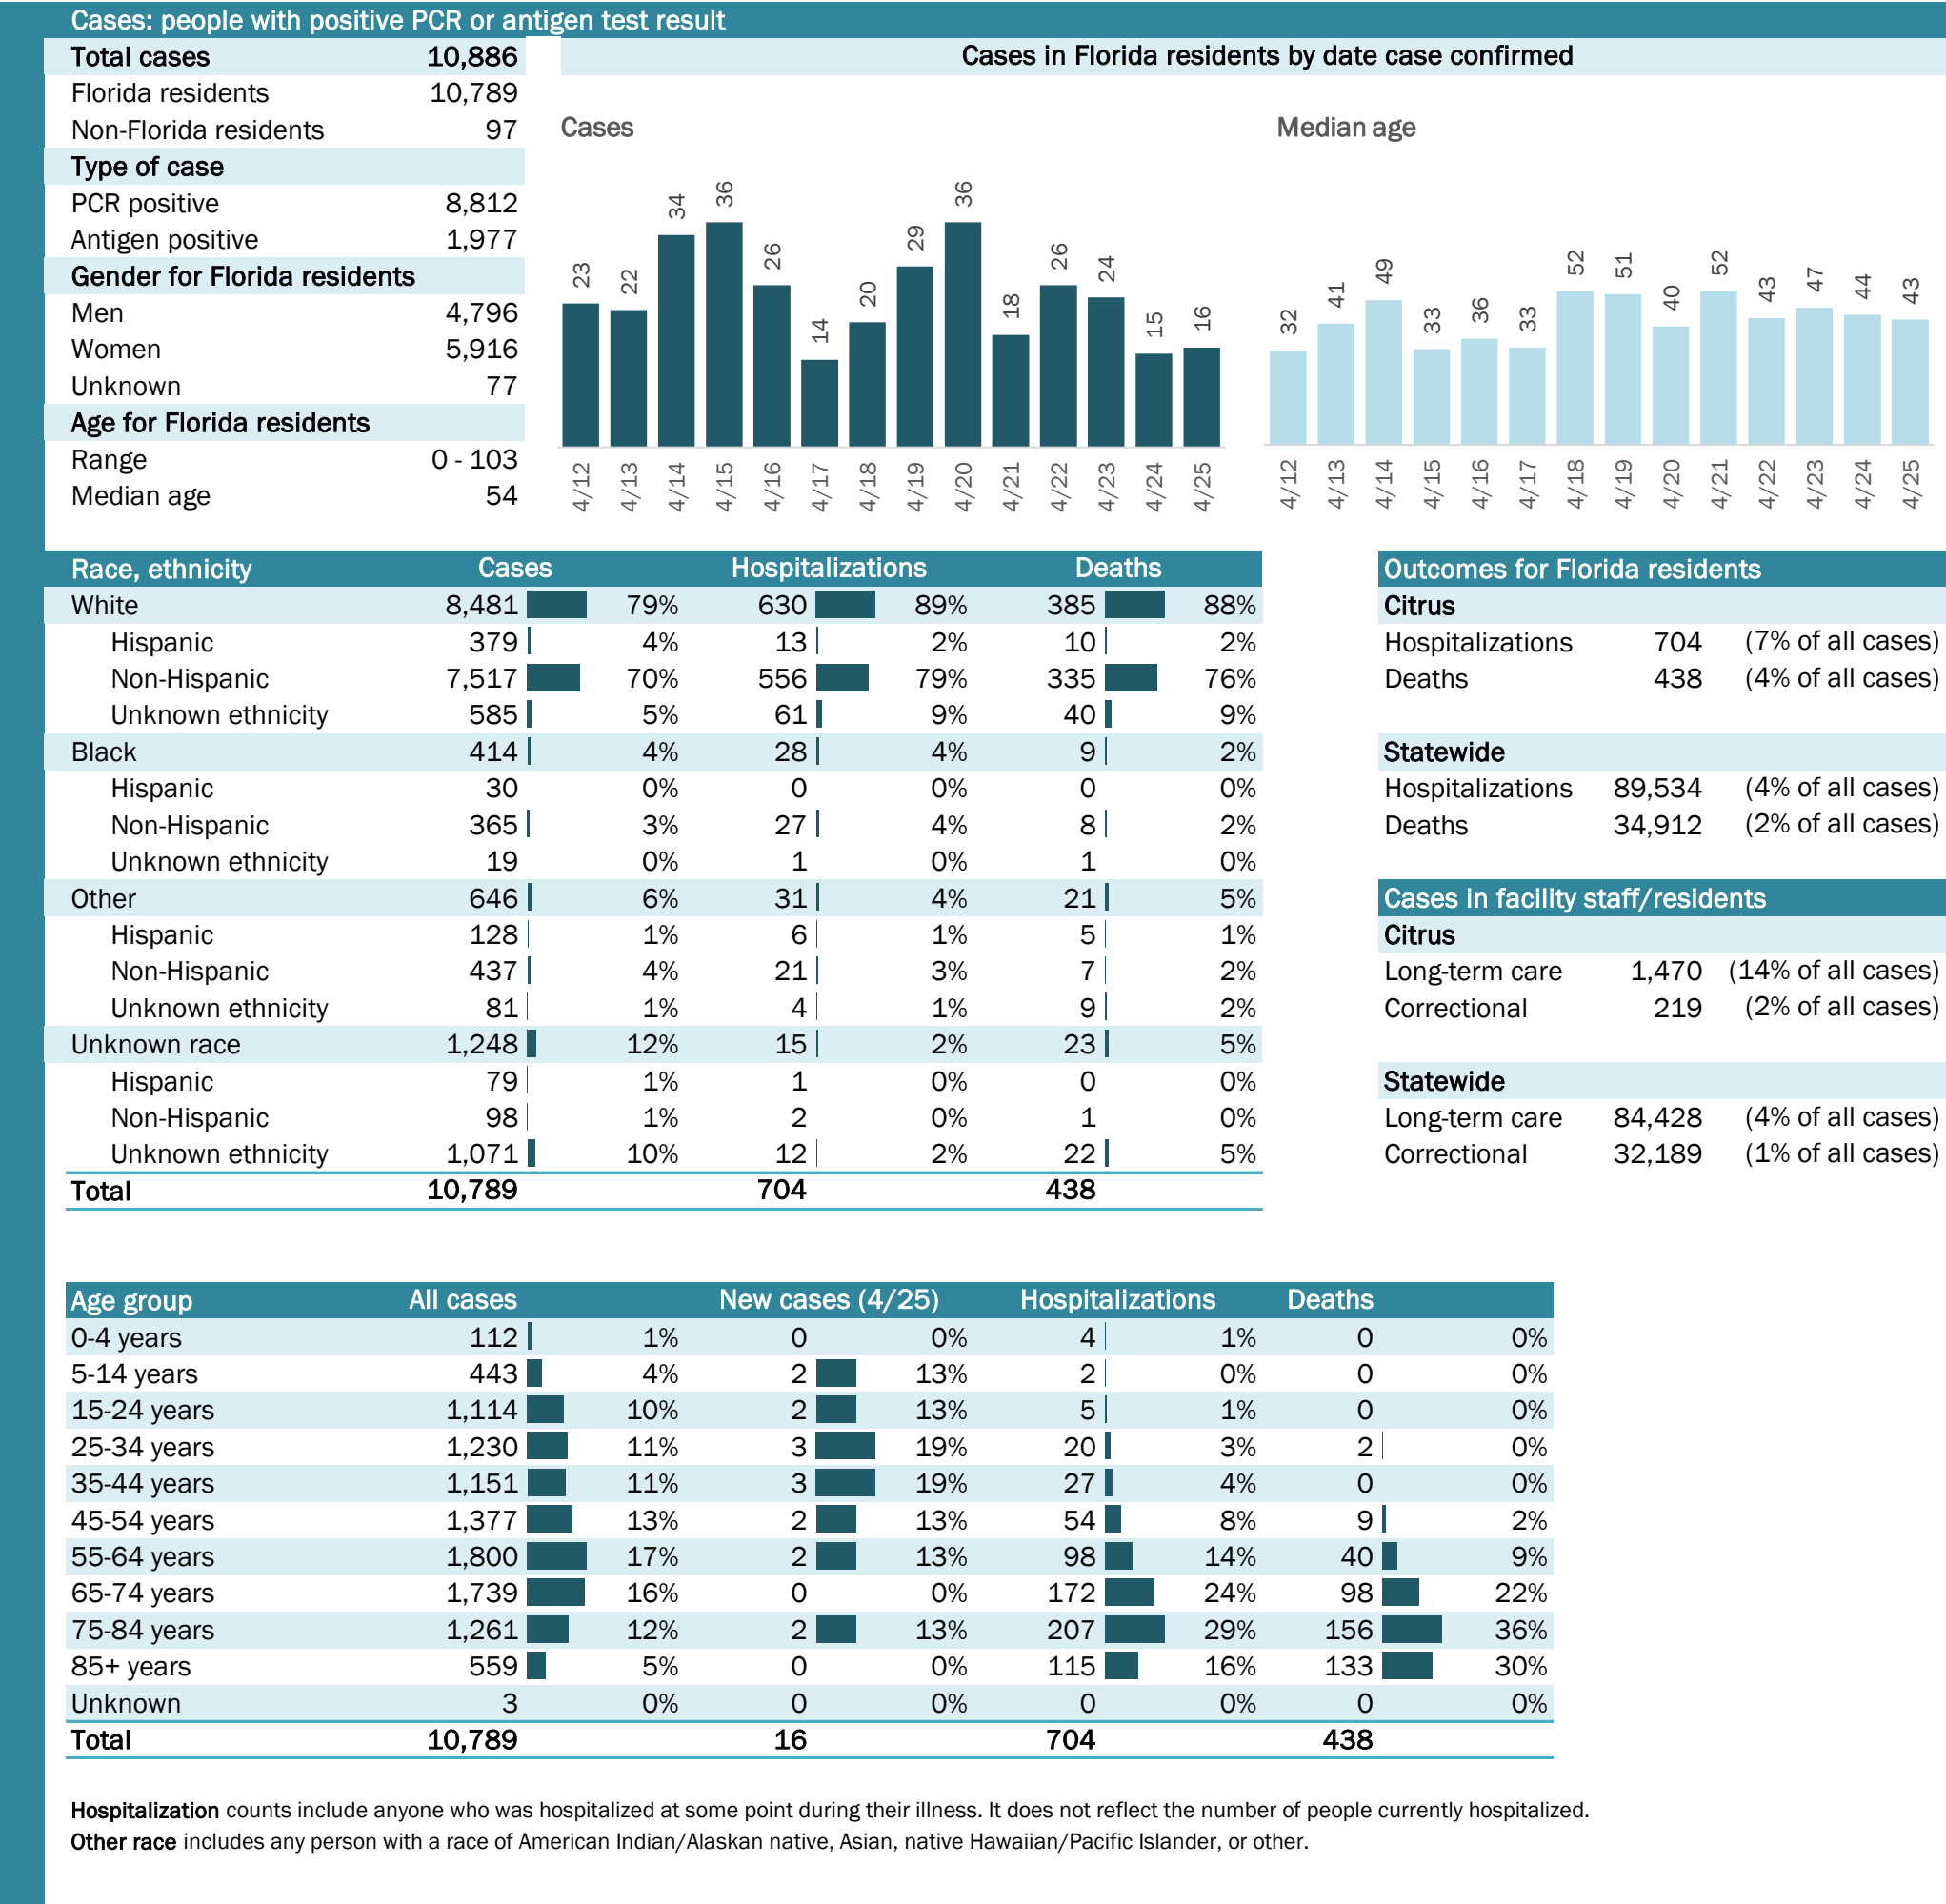 Cases: people with positive PCR or antigen test result
Total cases 10,886
Florida residents 10,789
Non-Florida residents 97
Type of case
PCR positive 8,812
Antigen positive 1,977
Gender for Florida residents
Men 4,796
Women 5,916
Unknown 77
Age for Florida residents
Range 0 - 103
Median age 54
Cases in Florida residents by date case confirmed
Cases
23 22 34 36 26 14 20 29 36 18 26 24 15 16
4/12 4/13 4/14 4/15 4/16 4/17 4/18 4/19 4/20 4/21 4/22 4/23 4/24 4/25
Median age
32 41 49 33 36 33 52 51 40 52 43 47 44 43
4/12 4/13 4/14 4/15 4/16 4/17 4/18 4/19 4/20 4/21 4/22 4/23 4/24 4/25
Race, ethnicity Cases Hospitalizations Deaths
White 8,481 79% 630 89% 385 88%
Hispanic 379 4% 13 2% 10 2%
Non-Hispanic 7,517 70% 556 79% 335 76%
Unknown ethnicity 585 5% 61 9% 40 9%
Black 414 4% 28 4% 9 2%
Hispanic 30 0% 0 0% 0 0%
Non-Hispanic 365 3% 27 4% 8 2%
Unknown ethnicity 19 0% 1 0% 1 0%
Other 646 6% 31 4% 21 5%
Hispanic 128 1% 6 1% 5 1%
Non-Hispanic 437 4% 21 3% 7 2%
Unknown ethnicity 81 1% 4 1% 9 2%
Unknown race 1,248 12% 15 2% 23 5%
Hispanic 79 1% 1 0% 0 0%
Non-Hispanic 98 1% 2 0% 1 0%
Unknown ethnicity 1,071 10% 12 2% 22 5%
Total 10,789 704 438
Outcomes for Florida residents
Citrus
Hospitalizations 704 (7% of all cases)
Deaths 438 (4% of all cases)
Statewide
Hospitalizations 89,534 (4% of all cases)
Deaths 34,912 (2% of all cases)
Cases in facility staff/residents
Citrus
Long-term care 1,470 (14% of all cases)
Correctional 219 (2% of all cases)
Statewide
Long-term care 84,428 (4% of all cases)
Correctional 32,189 (1% of all cases)
Age group All cases New cases (4/25) Hospitalizations Deaths
0-4 years 112 1% 0 0% 4 1% 0 0%
5-14 years 443 4% 2 13% 2 0% 0 0%
15-24 years 1,114 10% 2 13% 5 1% 0 0%
25-34 years 1,230 11% 3 19% 20 3% 2 0%
35-44 years 1,151 11% 3 19% 27 4% 0 0%
45-54 years 1,377 13% 2 13% 54 8% 9 2%
55-64 years 1,800 17% 2 13% 98 14% 40 9%
65-74 years 1,739 16% 0 0% 172 24% 98 22%
75-84 years 1,261 12% 2 13% 207 29% 156 36%
85+ years 559 5% 0 0% 115 16% 133 30%
Unknown 3 0% 0 0% 0 0% 0 0%
Total 10,789 16 704 438
Hospitalization counts include anyone who was hospitalized at some point during their illness. It does not reflect the number of people currently hospitalized.
Other race includes any person with a race of American Indian/Alaskan native, Asian, native Hawaiian/Pacific Islander, or other.